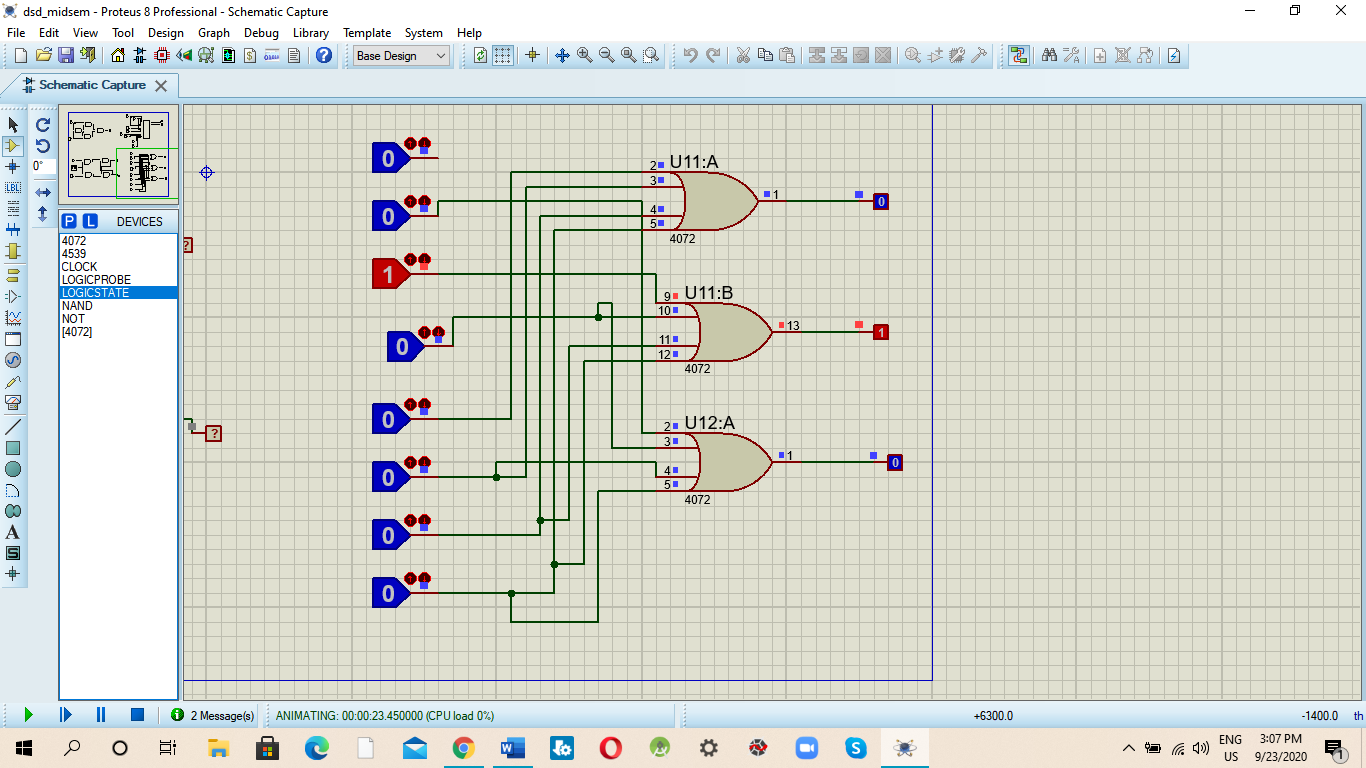 dsd_midsem - Proteus 8 Professional - Schematic Capture
File Edit View Tool Design Graph Debug Library Template System Help
Base Design
Schematic Capture
0°
P L DEVICES
4072
4539
CLOCK
LOGICPROBE
LOGICSTATE
NAND
NOT
[4072]
LBL
A
S
?
?
0
0
1
0
0
0
0
0
U11:A
2
3
4
5
1
4072
0
U11:B
9
10
11
12
13
4072
1
U12:A
2
3
4
5
1
4072
0
2 Message(s) ANIMATING: 00:00:23.450000 (CPU load 0%) +6300.0 -1400.0 th
ENG
US
3:07 PM
9/23/2020
1